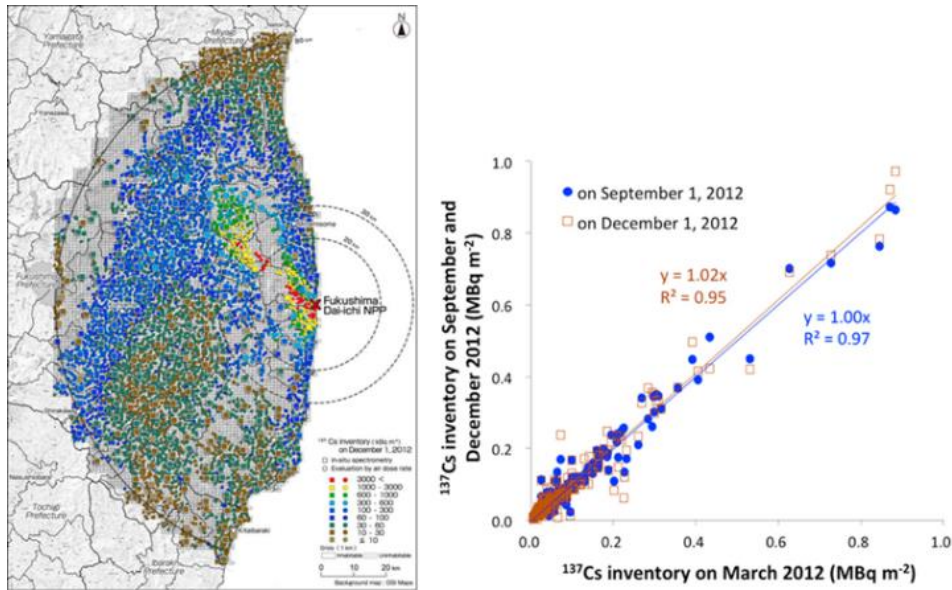 N
Yamagata
Prefecture
Miyagi
Prefecture
80 km
Yonezawa
30 km
20 km
Fukushima
Dai-ichi NPP
Fukushima
Prefecture
Tochigi
Prefecture
Kitaibaraki
Ibaraki
Prefecture
¹³⁷Cs inventory (kBq m⁻²)
on December 1, 2012
In-situ spectrometry
Evaluation by air dose rate
3000 <
1000 - 3000
600 - 1000
300 - 600
100 - 300
60 - 100
30 - 60
10 - 30
≤ 10
Inhabitable Uninhabitable
0 10 20 km
Background map : GSI Maps
¹³⁷Cs inventory on September and
December 2012 (MBq m⁻²)
1.0
0.8
0.6
0.4
0.2
0.0
on September 1, 2012
on December 1, 2012
y = 1.02x
R² = 0.95
y = 1.00x
R² = 0.97
0.0 0.2 0.4 0.6 0.8 1.0
¹³⁷Cs inventory on March 2012 (MBq m⁻²)